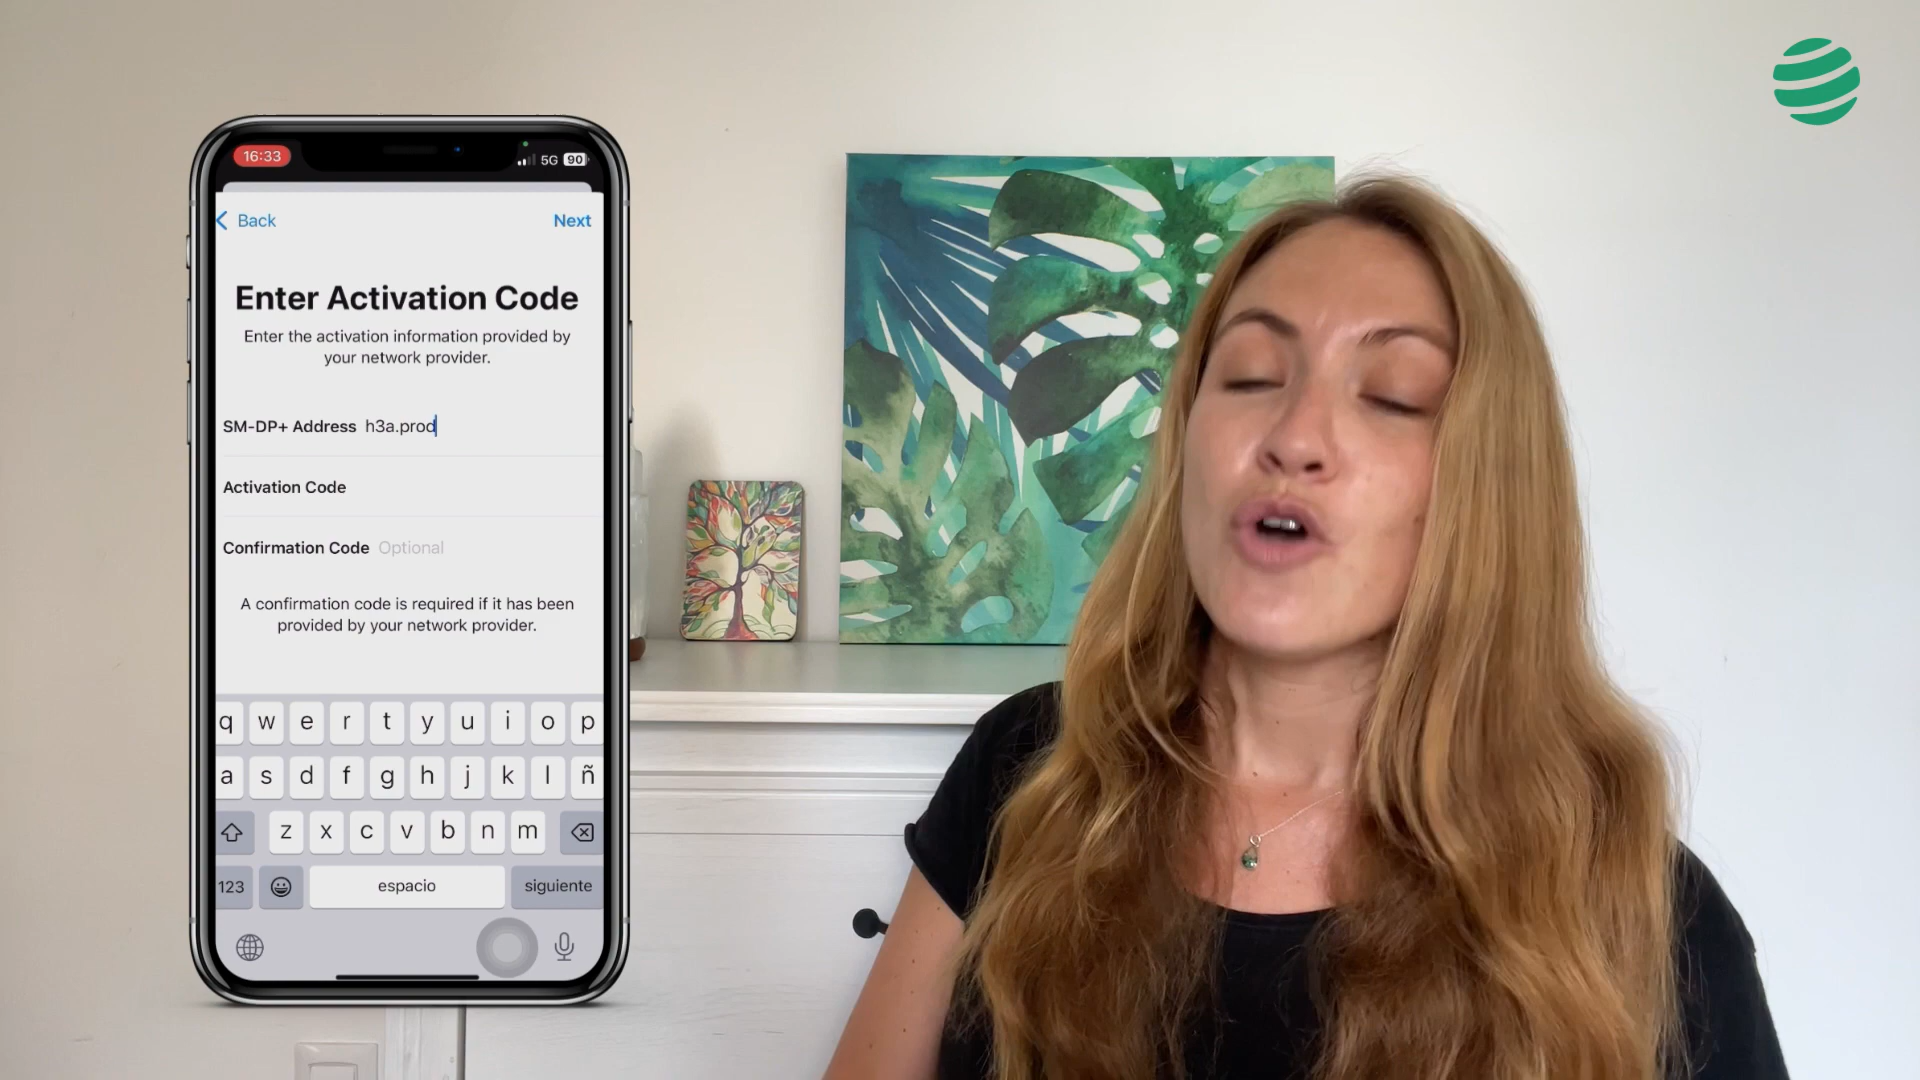 16:33
5G 90
Back Next
Enter Activation Code
Enter the activation information provided by
your network provider.
SM-DP+ Address h3a.prod
Activation Code
Confirmation Code Optional
A confirmation code is required if it has been
provided by your network provider.
q w e r t y u i o p
a s d f g h j k l ñ
z x c v b n m
123 espacio siguiente